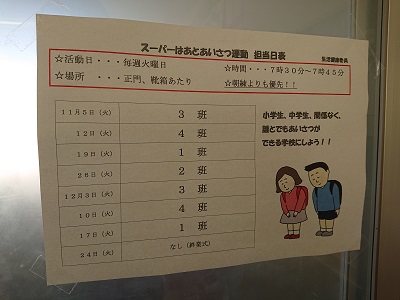 スーパーはあとあいさつ運動 担当日表
☆活動日・・・毎週火曜日
☆時間・・・7時30分～7時45分
☆場所 ・・・正門、靴箱あたり
☆朝練よりも優先！！
11月5日（火） 3 班
12日（火） 4 班
19日（火） 1 班
26日（火） 2 班
12月3日（火） 3 班
10日（火） 4 班
17日（火） 1 班
24日（火） なし（終業式）
小学生、中学生、関係なく、
誰とでもあいさつが
できる学校にしよう！！